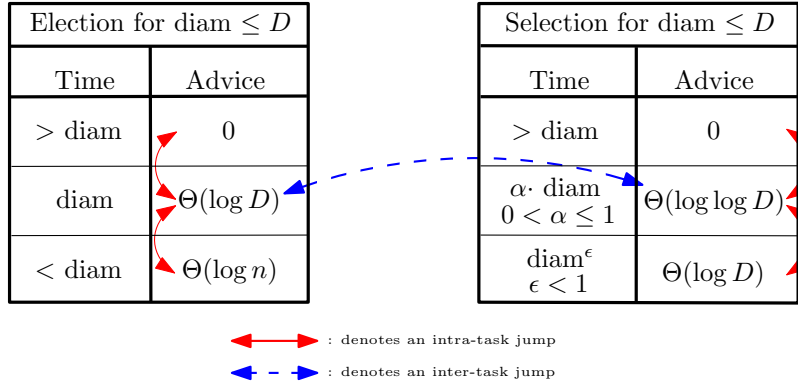 Election for diam ≤ D
Time Advice
> diam 0
diam Θ(log D)
< diam Θ(log n)
Selection for diam ≤ D
Time Advice
> diam 0
α· diam
0 < α ≤ 1
Θ(log log D)
diam^ϵ
ϵ < 1
Θ(log D)
: denotes an intra-task jump
: denotes an inter-task jump